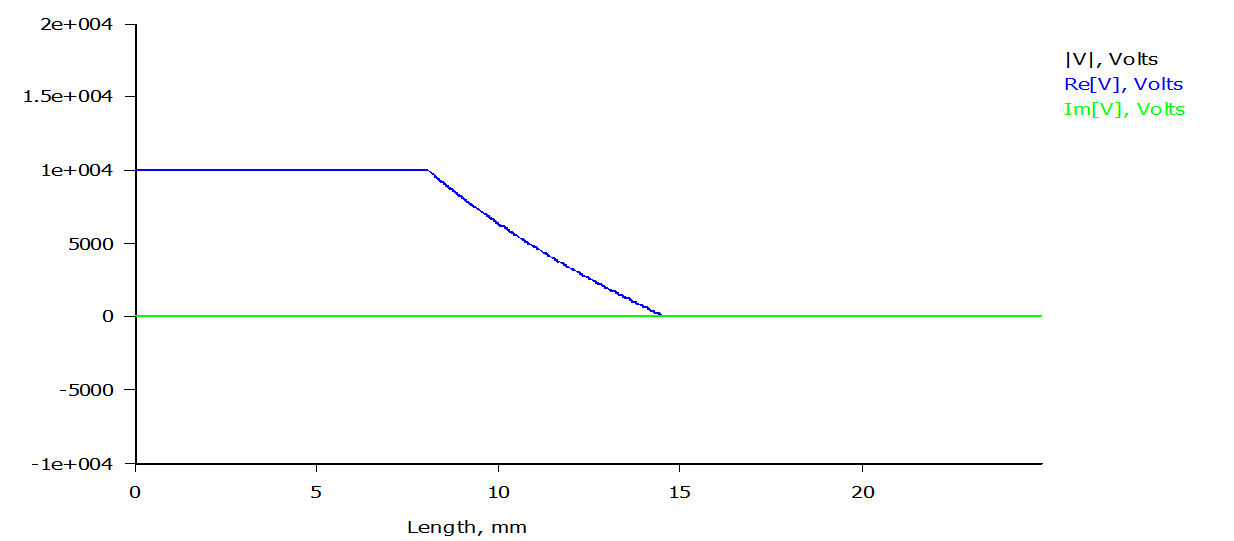 2e+004
1.5e+004
1e+004
5000
0
-5000
-1e+004
0 5 10 15 20
Length, mm
|V|, Volts
Re[V], Volts
Im[V], Volts